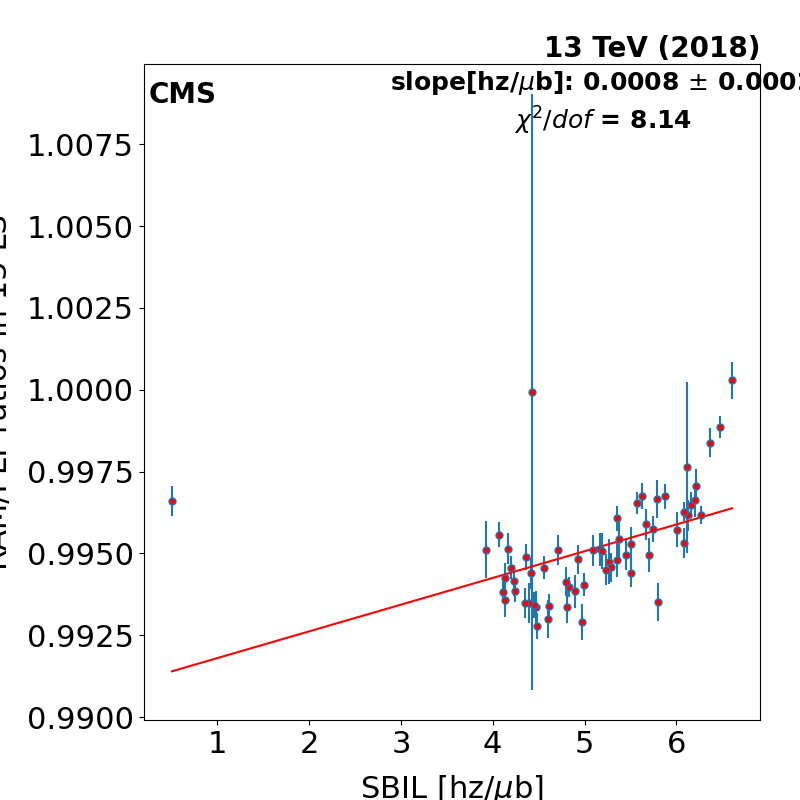 13 TeV (2018)
CMS
slope[hz/μb]: 0.0008 ± 0.000
χ²/dof = 8.14
1.0075
1.0050
1.0025
1.0000
0.9975
0.9950
0.9925
0.9900
1 2 3 4 5 6
SBIL [hz/μb]